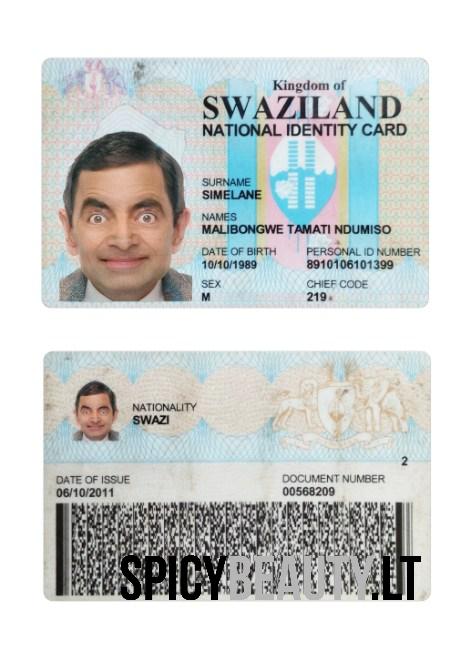 Kingdom of
SWAZILAND
NATIONAL IDENTITY CARD
SURNAME
SIMELANE
NAMES
MALIBONGWE TAMATI NDUMISO
DATE OF BIRTH PERSONAL ID NUMBER
10/10/1989 8910106101399
SEX CHIEF CODE
M 219
NATIONALITY
SWAZI
2
DATE OF ISSUE DOCUMENT NUMBER
06/10/2011 00568209
SPICYBEAUTY.LT